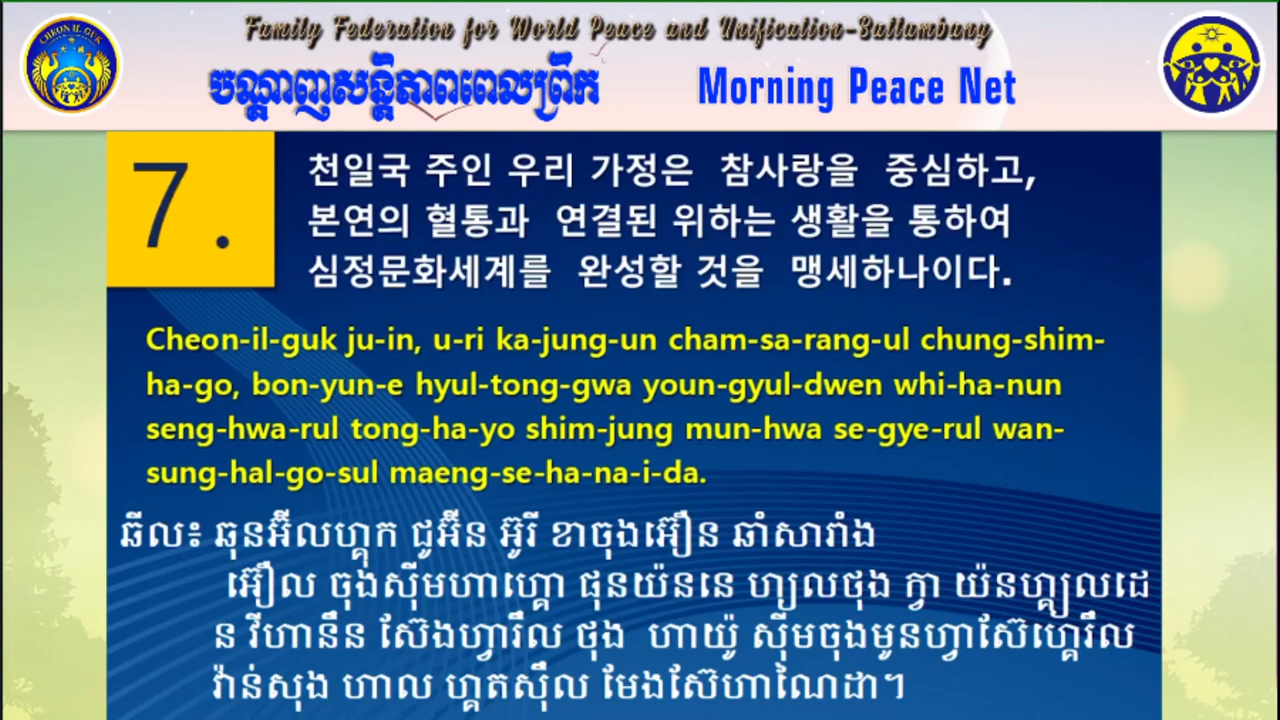 Family Federation for World Peace and Unification-Battambang
បណ្តាញសន្តិភាពពេលព្រឹក Morning Peace Net
CHEON IL GUK
7.
천일국 주인 우리 가정은 참사랑을 중심하고,
본연의 혈통과 연결된 위하는 생활을 통하여
심정문화세계를 완성할 것을 맹세하나이다.
Cheon-il-guk ju-in, u-ri ka-jung-un cham-sa-rang-ul chung-shim-
ha-go, bon-yun-e hyul-tong-gwa youn-gyul-dwen whi-ha-nun
seng-hwa-rul tong-ha-yo shim-jung mun-hwa se-gye-rul wan-
sung-hal-go-sul maeng-se-ha-na-i-da.
ឆីល៖ ឆុនអ៊ីលហ្គុក ជូអ៊ីន អ៊ូរី ខាចុងអ៊ឿន ឆាំសារ៉ាំង
អ៊ឿល ចុងស៊ីមហាហ្គោ ផុនយ៉ននេ ហ្យលថុង ក្វា យ៉នហ្គ្យលដេ
ន វីហានឹន ស៊ែងហ្វារឹល ថុង ហាយ៉ូ ស៊ីមចុងមូនហ្វាស៊ែហ្គេរឹល
វ៉ាន់សុង ហាល ហ្គតស៊ឹល មែងស៊ែហាណៃដា។